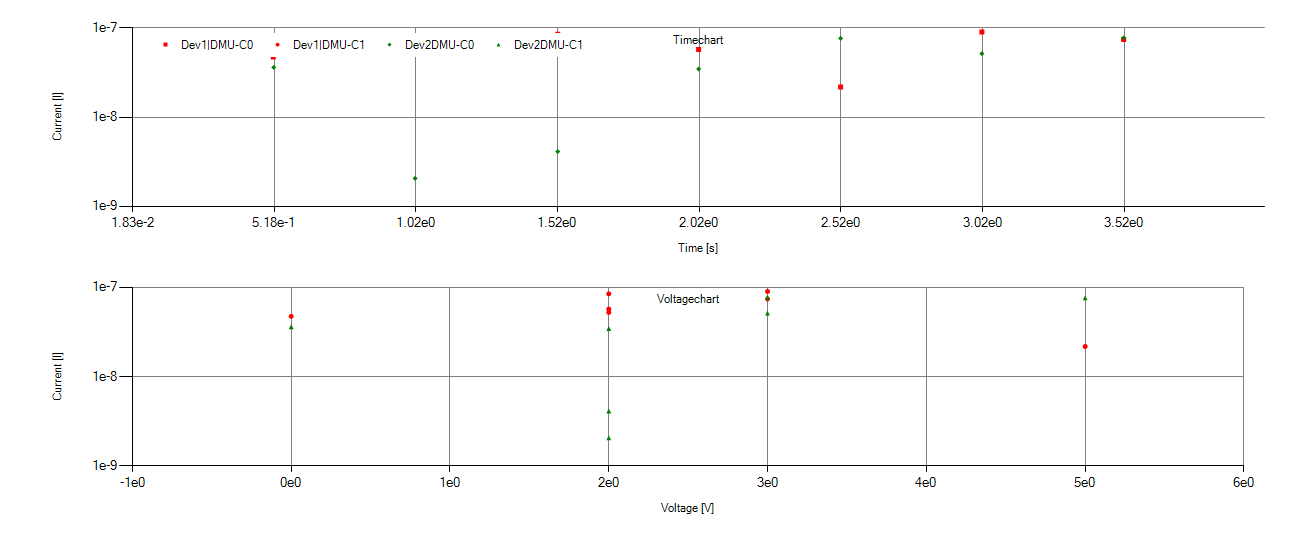 1e-7
Dev1|DMU-C0 Dev1|DMU-C1 Dev2DMU-C0 Dev2DMU-C1
Timechart
Current [I]
1e-8
1e-9
1.83e-2 5.18e-1 1.02e0 1.52e0 2.02e0 2.52e0 3.02e0 3.52e0
Time [s]
1e-7
Voltagechart
Current [I]
1e-8
1e-9
-1e0 0e0 1e0 2e0 3e0 4e0 5e0 6e0
Voltage [V]